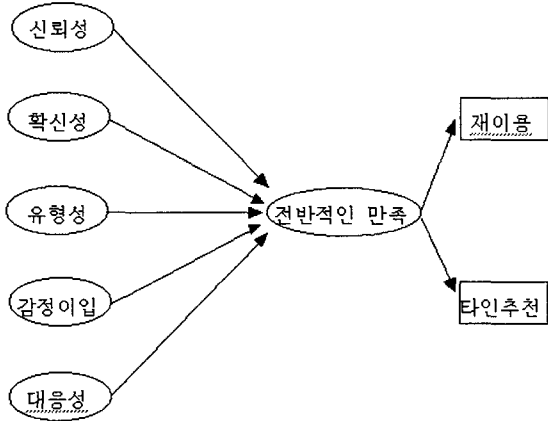 신뢰성
확신성
유형성
감정이입
대응성
전반적인 만족
재이용
타인추천